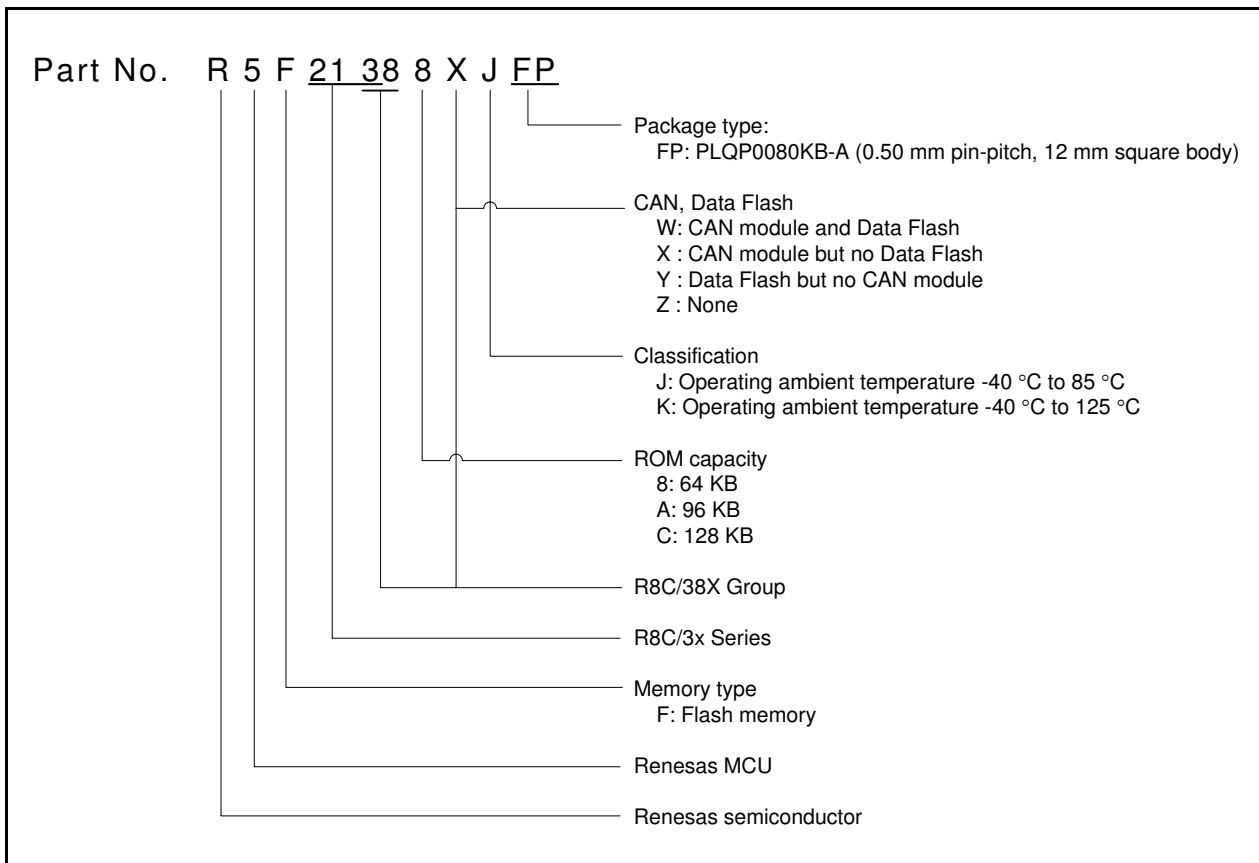 Part No. R 5 F 21 38 8 X J FP
Package type:
FP: PLQP0080KB-A (0.50 mm pin-pitch, 12 mm square body)
CAN, Data Flash
W: CAN module and Data Flash
X : CAN module but no Data Flash
Y : Data Flash but no CAN module
Z : None
Classification
J: Operating ambient temperature -40 °C to 85 °C
K: Operating ambient temperature -40 °C to 125 °C
ROM capacity
8: 64 KB
A: 96 KB
C: 128 KB
R8C/38X Group
R8C/3x Series
Memory type
F: Flash memory
Renesas MCU
Renesas semiconductor